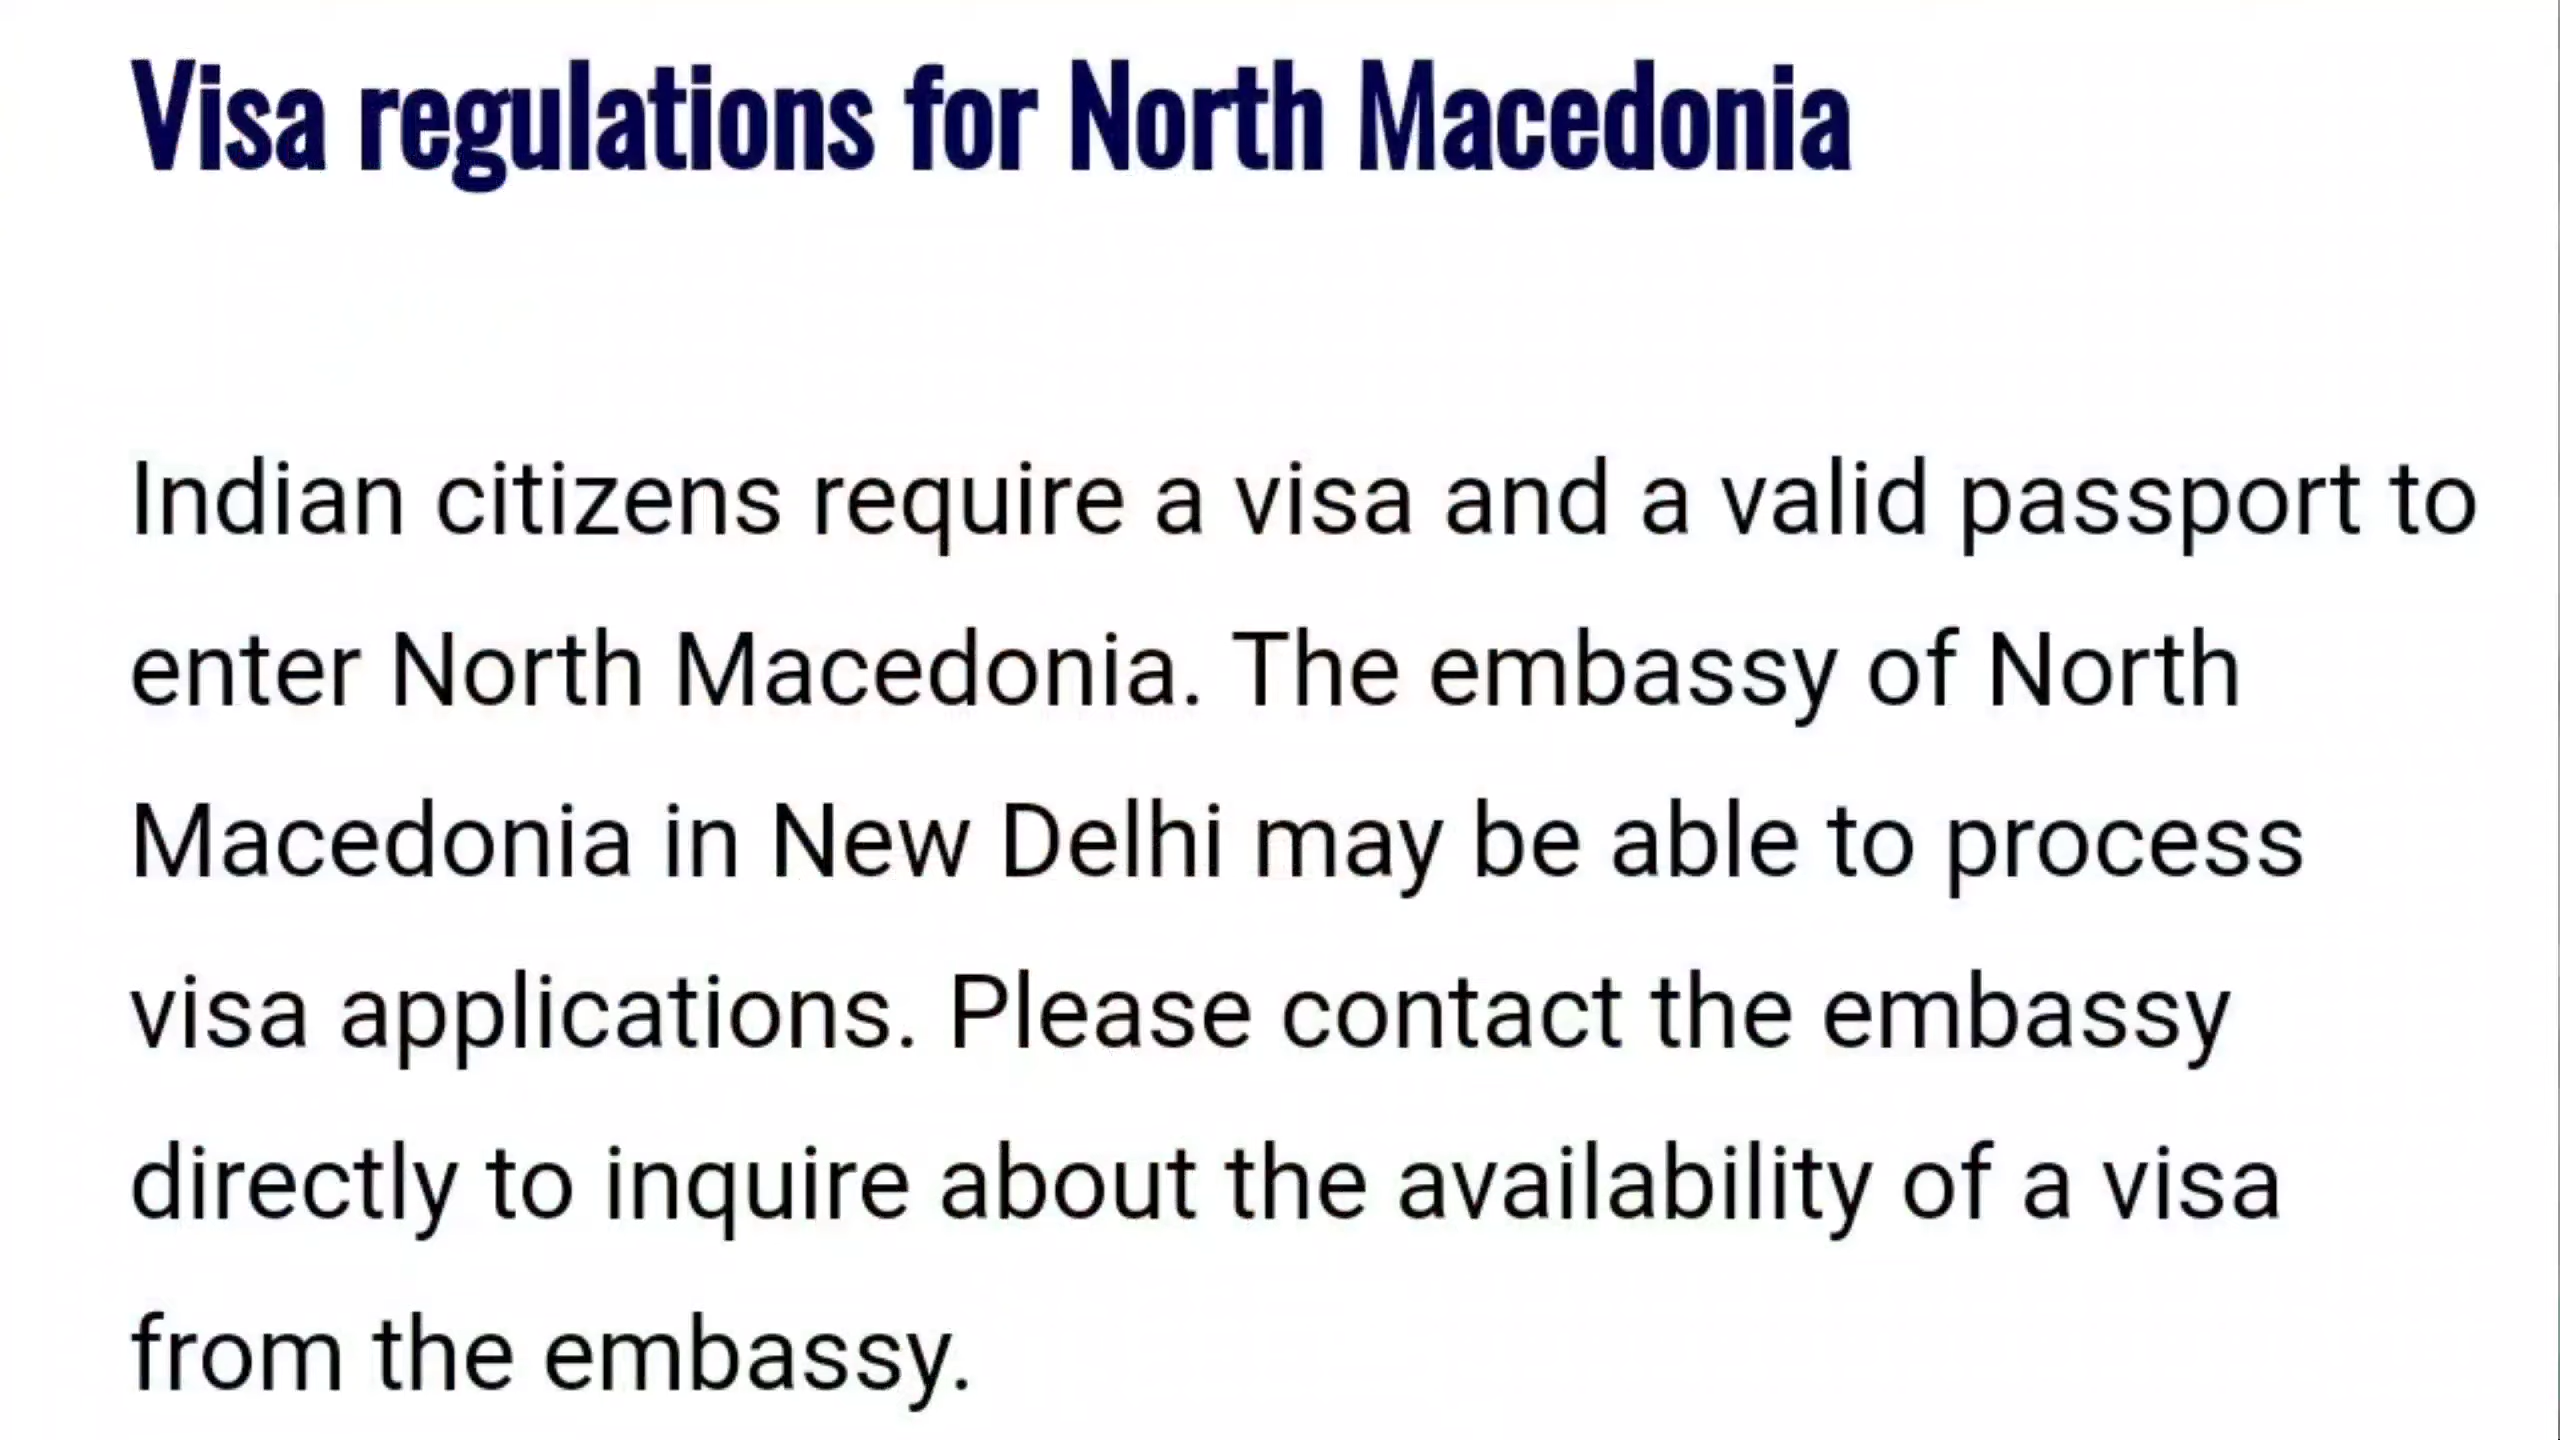 Visa regulations for North Macedonia
Indian citizens require a visa and a valid passport to
enter North Macedonia. The embassy of North
Macedonia in New Delhi may be able to process
visa applications. Please contact the embassy
directly to inquire about the availability of a visa
from the embassy.